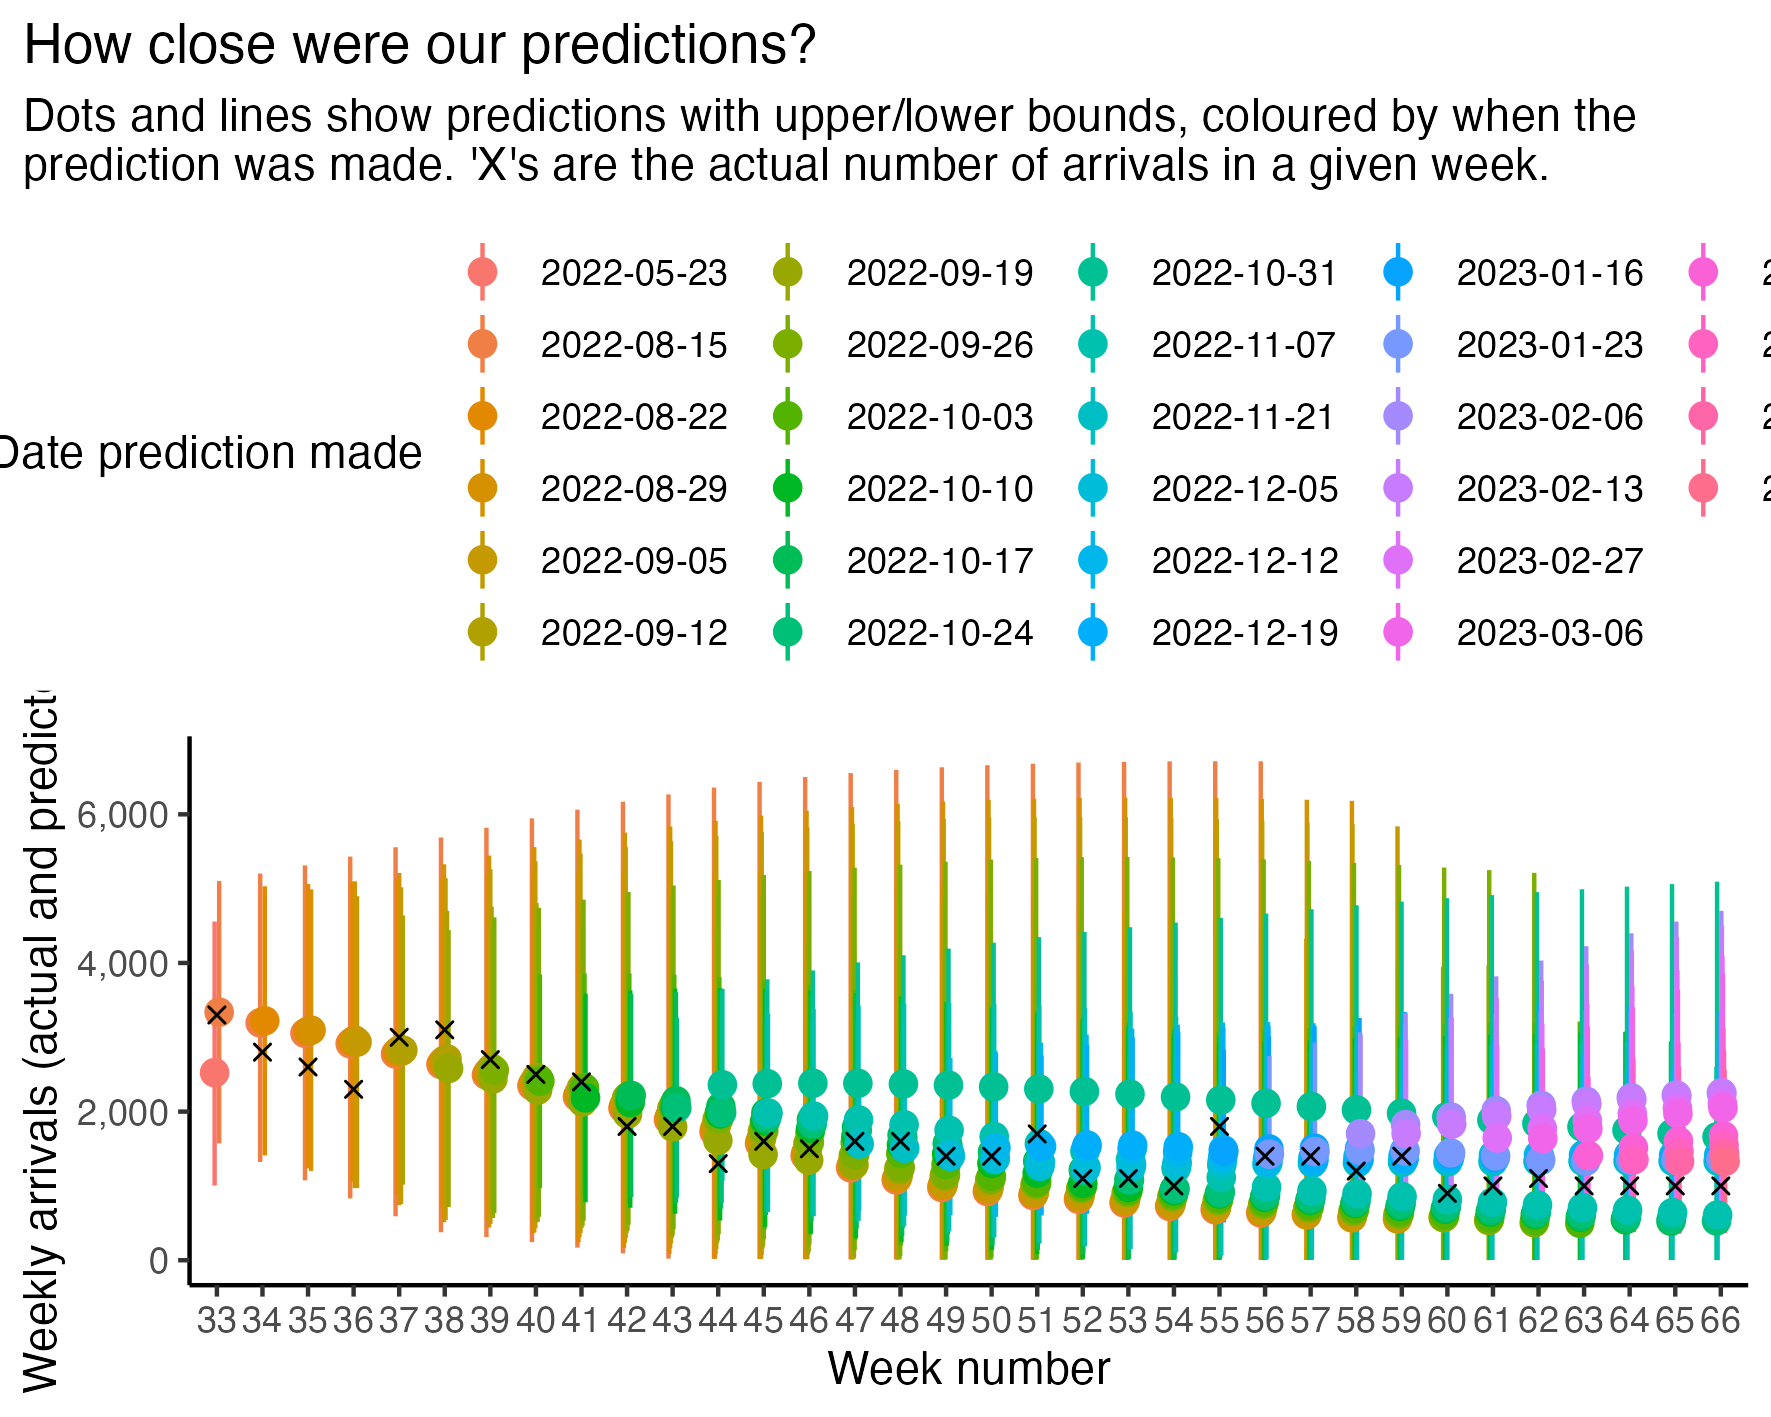 How close were our predictions?
Dots and lines show predictions with upper/lower bounds, coloured by when the
prediction was made. 'X's are the actual number of arrivals in a given week.
Date prediction made
2022-05-23 2022-09-19 2022-10-31 2023-01-16
2022-08-15 2022-09-26 2022-11-07 2023-01-23
2022-08-22 2022-10-03 2022-11-21 2023-02-06
2022-08-29 2022-10-10 2022-12-05 2023-02-13
2022-09-05 2022-10-17 2022-12-12 2023-02-27
2022-09-12 2022-10-24 2022-12-19 2023-03-06
Weekly arrivals (actual and
6,000
4,000
2,000
0
33 34 35 36 37 38 39 40 41 42 43 44 45 46 47 48 49 50 51 52 53 54 55 56 57 58 59 60 61 62 63 64 65 66
Week number